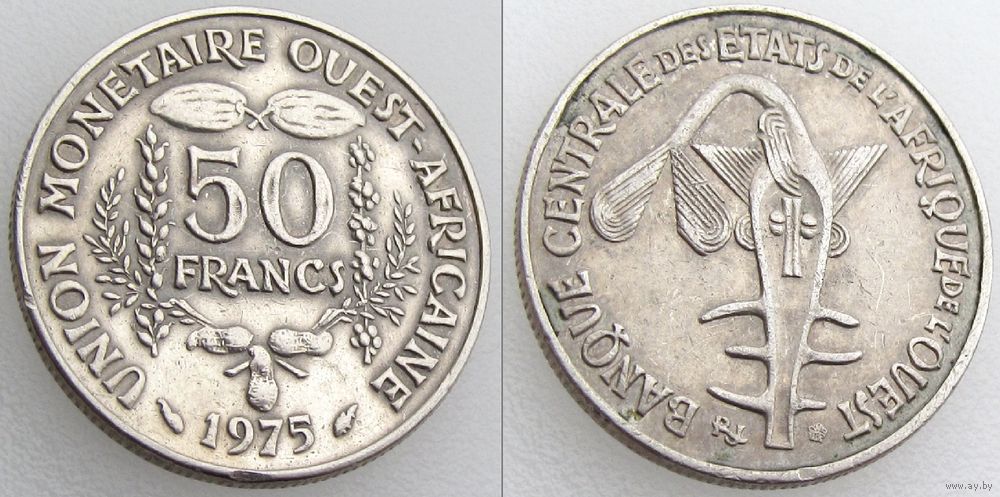 UNION MONETAIRE OUEST-AFRICAINE
50
FRANCS
1975
BANQUE CENTRALE DES ETATS DE L'AFRIQUE DE L'OUEST
www.ay.by